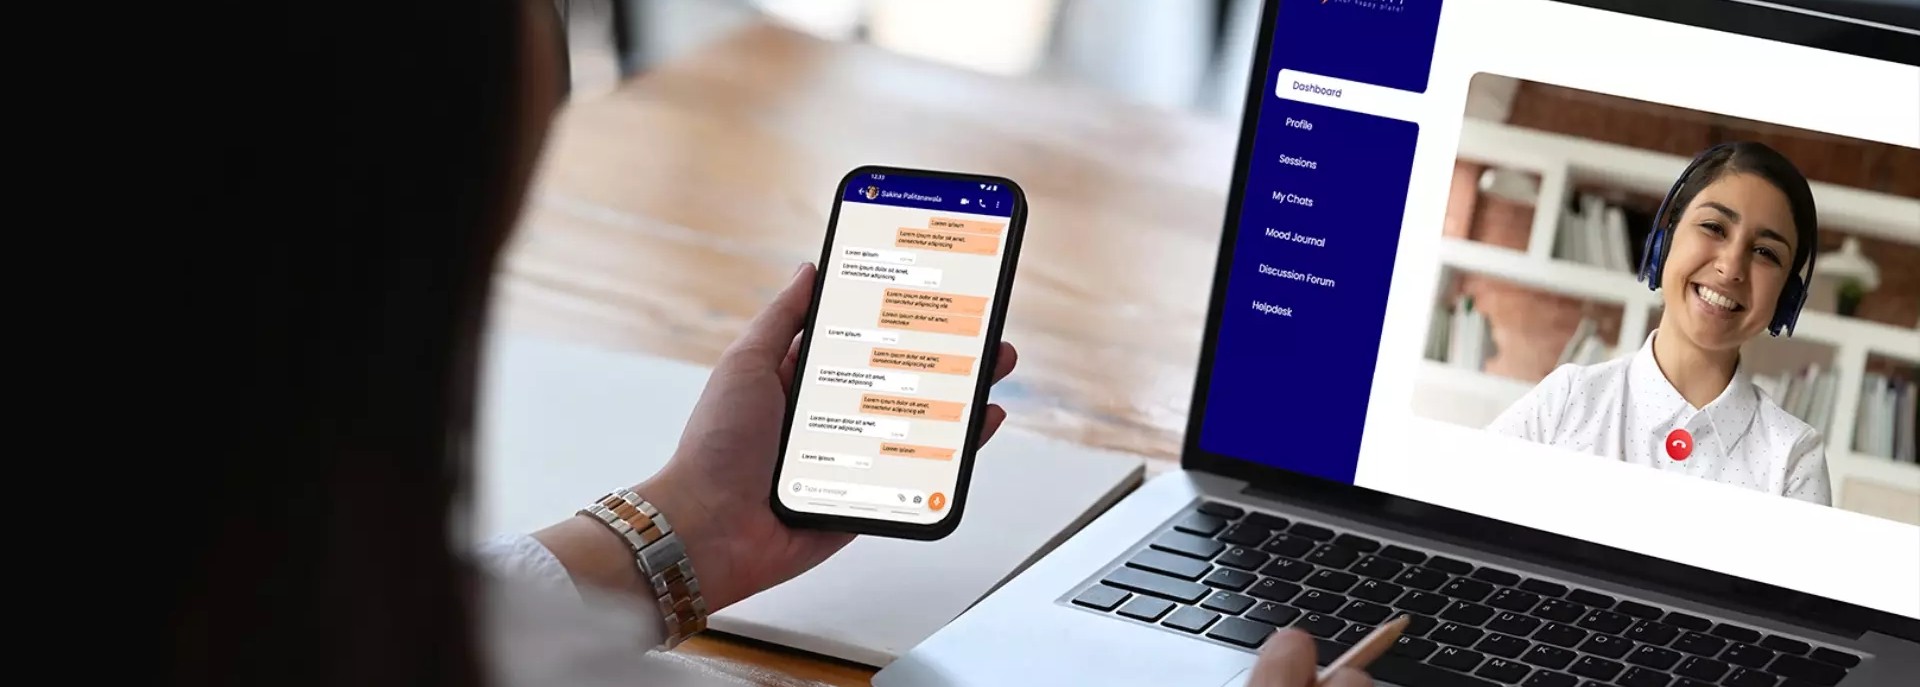 12:33
Sakina Palitanawala
Lorem ipsum
Lorem ipsum dolor sit amet,
consectetur adipiscing
Lorem ipsum
Lorem ipsum dolor sit amet,
consectetur adipiscing
Lorem ipsum dolor sit amet,
consectetur adipiscing elit
Lorem ipsum dolor sit amet,
consectetur
Lorem ipsum
Lorem ipsum dolor sit amet,
consectetur adipiscing elit
Lorem ipsum dolor sit amet,
consectetur adipiscing
Lorem ipsum dolor sit amet,
consectetur adipiscing elit
Lorem ipsum dolor sit amet,
consectetur adipiscing
Lorem ipsum
Lorem ipsum
Type a message
your happy place!
Dashboard
Profile
Sessions
My Chats
Mood Journal
Discussion Forum
Helpdesk